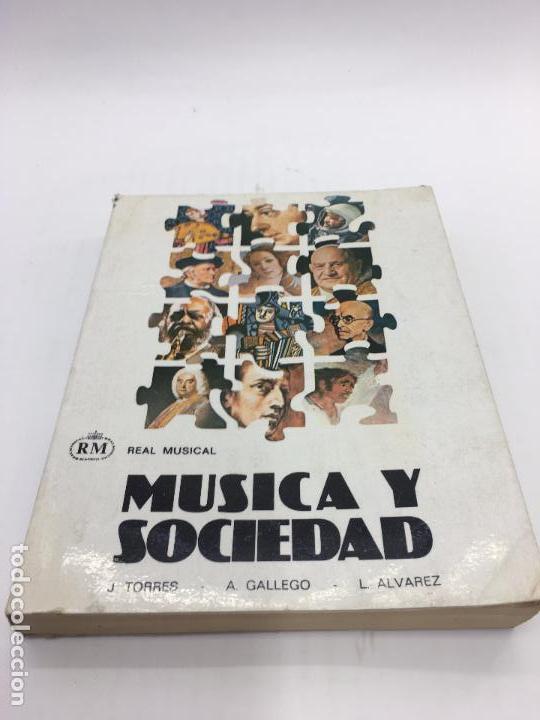 RM
REAL MUSICAL
MUSICA Y
SOCIEDAD
J TORRES - A. GALLEGO - L. ALVAREZ
todocoleccion